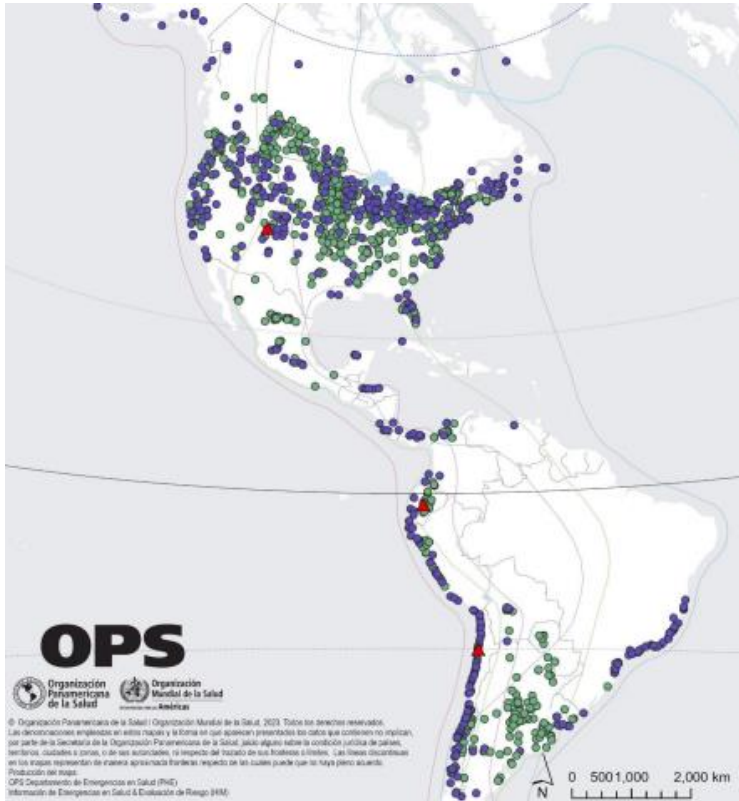 OPS
Organización
Panamericana
de la Salud
Organización
Mundial de la Salud
Américas
© Organización Panamericana de la Salud / Organización Mundial de la Salud, 2023. Todos los derechos reservados.
Las denominaciones empleadas en estos mapas y la forma en que aparecen presentados los datos que contienen no implican,
por parte de la Secretaría de la Organización Panamericana de la Salud, juicio alguno sobre la condición jurídica de países,
territorios, ciudades o zonas, o de sus autoridades, ni respecto del trazado de sus fronteras o límites. Las líneas discontinuas
en los mapas representan de manera aproximada fronteras respecto de las cuales puede que no haya pleno acuerdo.
Producción del mapa:
OPS Departamento de Emergencias en Salud (PHE)
Información de Emergencias en Salud & Evaluación de Riesgo (HIM)
N
0 500 1,000 2,000 km